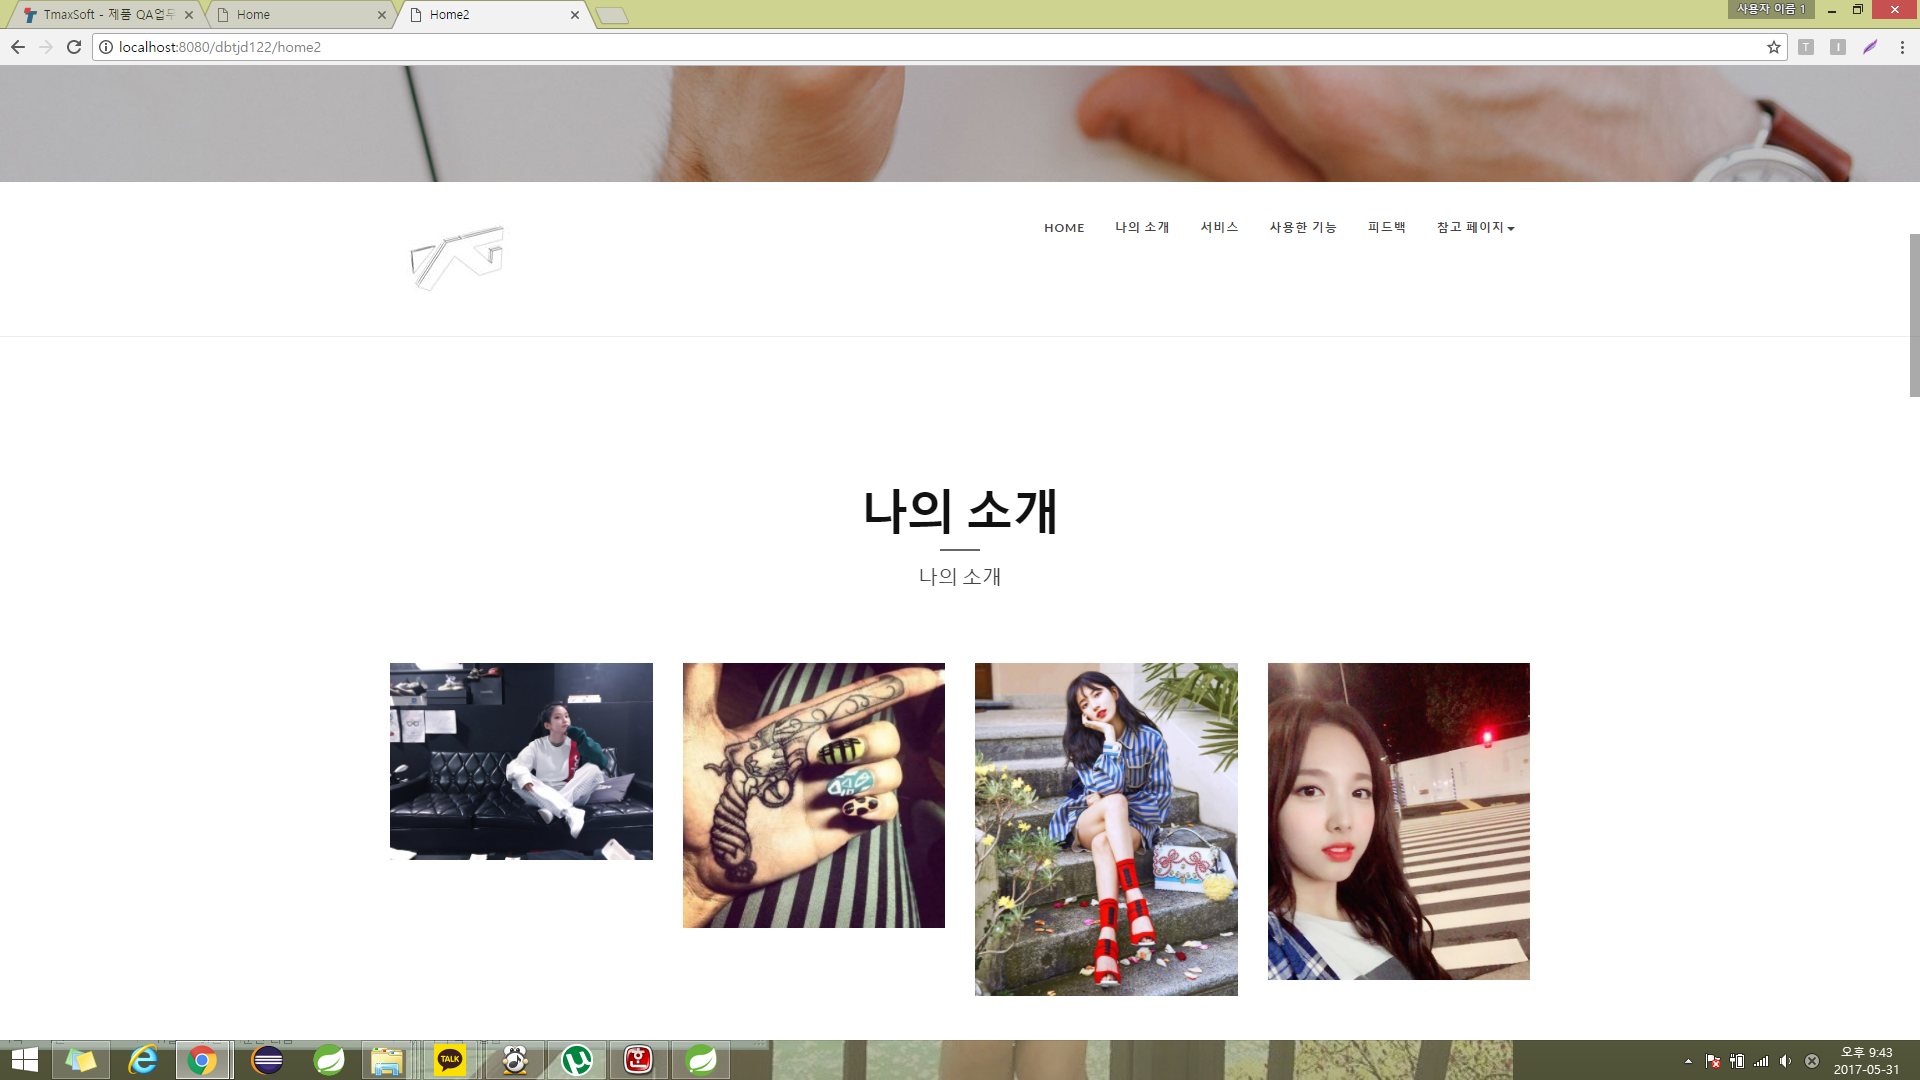 TmaxSoft - 제품 QA업무
Home
Home2
사용자 이름 1
localhost:8080/dbtjd122/home2
HOME
나의 소개
서비스
사용한 기능
피드백
참고 페이지
나의 소개
나의 소개
TALK
오후 9:43
2017-05-31